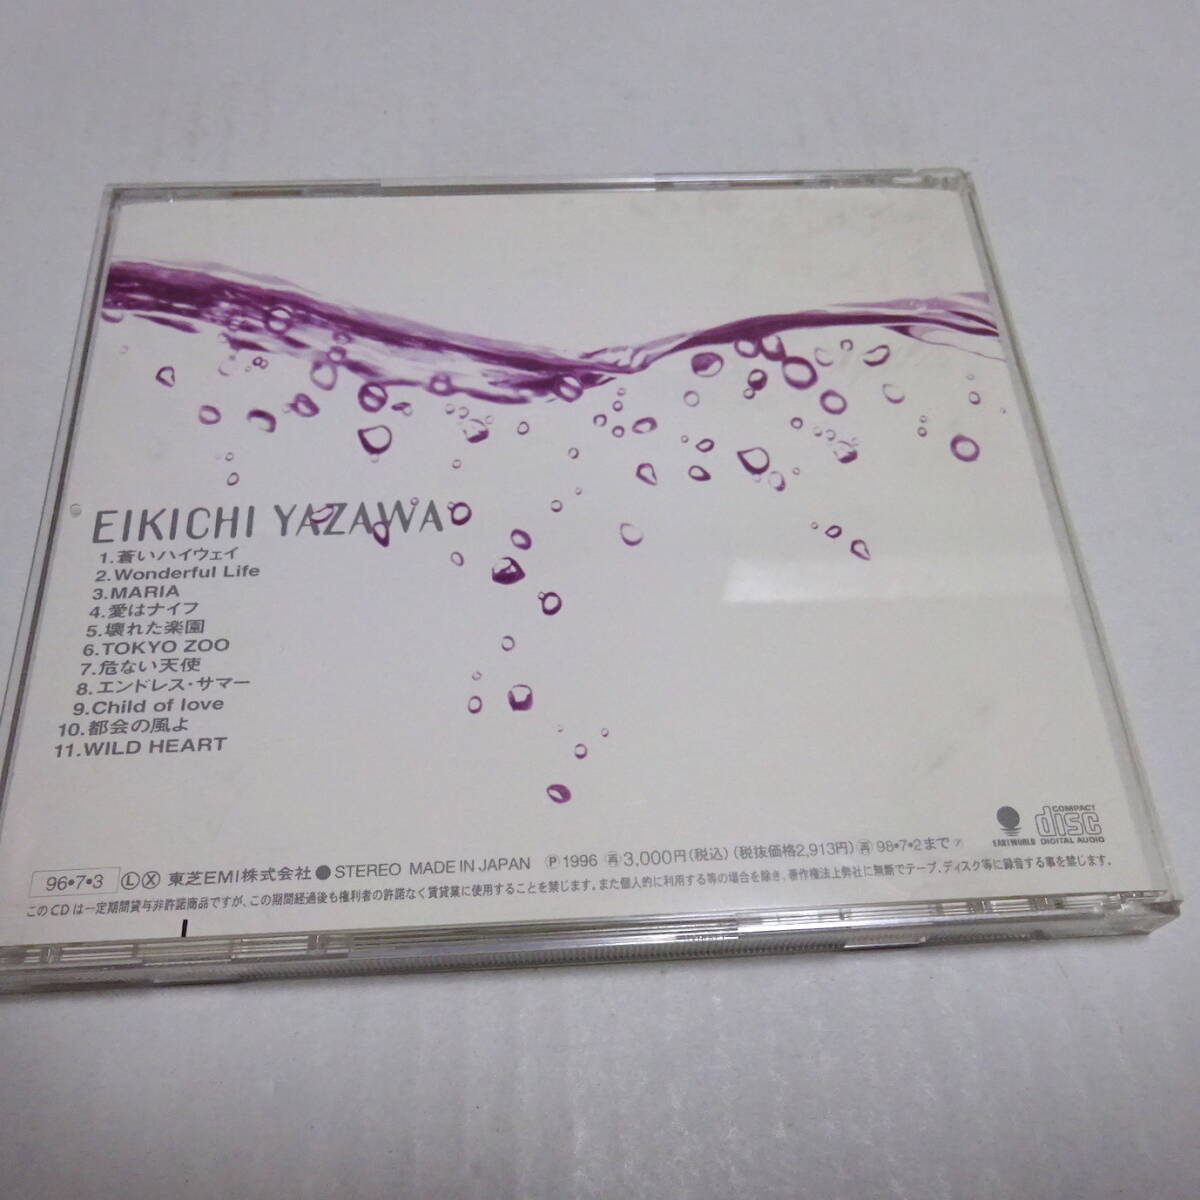 EIKICHI YAZAWA
1.蒼いハイウェイ
2.Wonderful Life
3.MARIA
4.愛はナイフ
5.壊れた楽園
6.TOKYO ZOO
7.危ない天使
8.エンドレス・サマー
9.Child of love
10.都会の風よ
11.WILD HEART
EARTHWORLD
COMPACT
disc
DIGITAL AUDIO
96•7•3 Ⓛ Ⓧ 東芝EMI株式会社 ● STEREO MADE IN JAPAN Ⓟ 1996 ㊢ 3,000円(税込) (税抜価格2,913円) ㊢ 98•7•2まで
このCDは一定期間貸与非許諾商品ですが、この期間経過後も権利者の許諾なく賃貸業に使用することを禁じます。また個人的に利用する等の場合を除き、著作権法上弊社に無断でテープ、ディスク等に録音する事を禁じます。